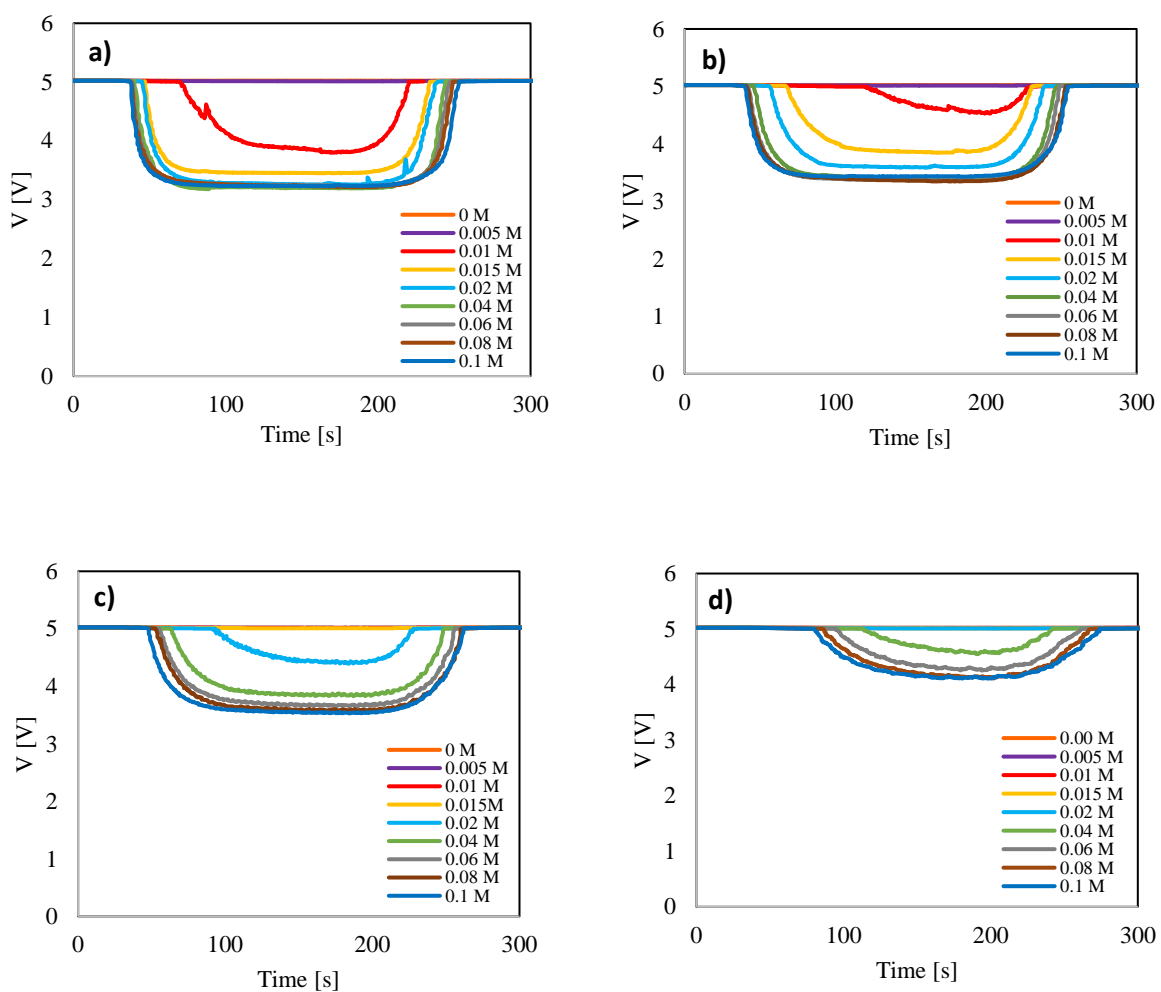 a)
6
5
4
3
2
1
0
V [V]
0 M
0.005 M
0.01 M
0.015 M
0.02 M
0.04 M
0.06 M
0.08 M
0.1 M
0 100 200 300
Time [s]
b)
6
5
4
3
2
1
0
V [V]
0 M
0.005 M
0.01 M
0.015 M
0.02 M
0.04 M
0.06 M
0.08 M
0.1 M
0 100 200 300
Time [s]
c)
6
5
4
3
2
1
0
V [V]
0 M
0.005 M
0.01 M
0.015M
0.02 M
0.04 M
0.06 M
0.08 M
0.1 M
0 100 200 300
Time [s]
d)
6
5
4
3
2
1
0
V [V]
0.00 M
0.005 M
0.01 M
0.015 M
0.02 M
0.04 M
0.06 M
0.08 M
0.1 M
0 100 200 300
Time [s]